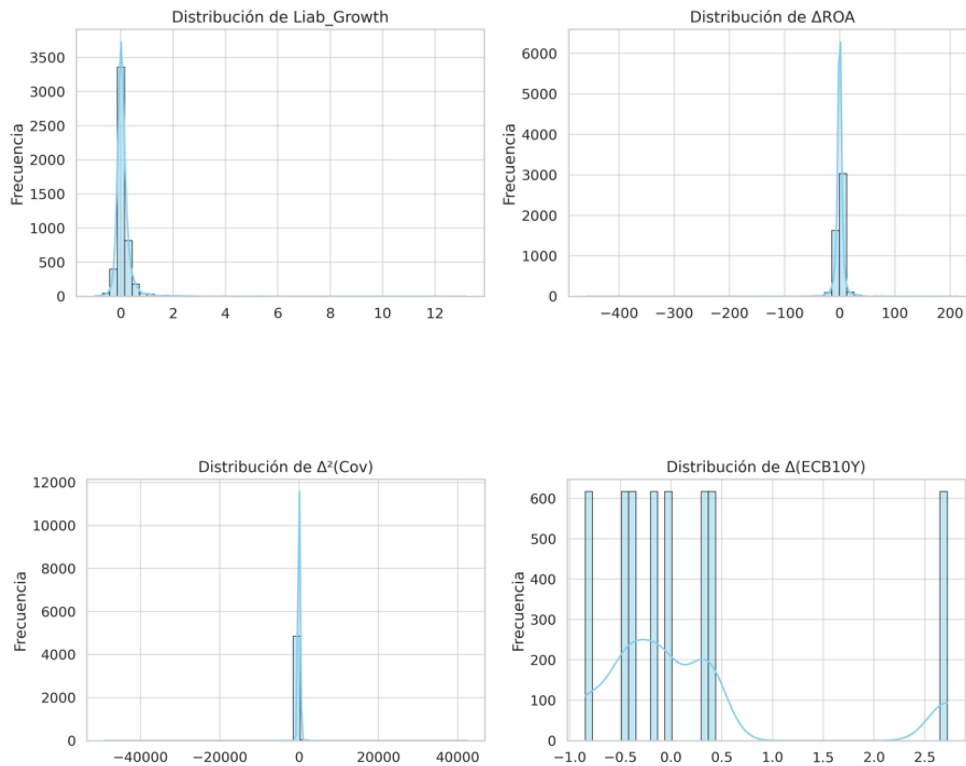 Distribución de Liab_Growth
Frecuencia
3500
3000
2500
2000
1500
1000
500
0
0 2 4 6 8 10 12
Distribución de ΔROA
Frecuencia
6000
5000
4000
3000
2000
1000
0
−400 −300 −200 −100 0 100 200
Distribución de Δ²(Cov)
Frecuencia
12000
10000
8000
6000
4000
2000
0
−40000 −20000 0 20000 40000
Distribución de Δ(ECB10Y)
Frecuencia
600
500
400
300
200
100
0
−1.0 −0.5 0.0 0.5 1.0 1.5 2.0 2.5